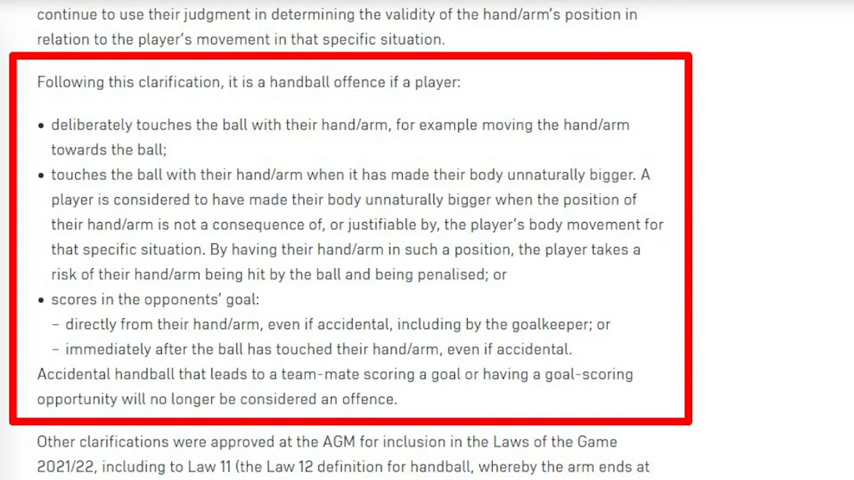 continue to use their judgment in determining the validity of the hand/arm's position in
relation to the player's movement in that specific situation.
Following this clarification, it is a handball offence if a player:
• deliberately touches the ball with their hand/arm, for example moving the hand/arm
towards the ball;
• touches the ball with their hand/arm when it has made their body unnaturally bigger. A
player is considered to have made their body unnaturally bigger when the position of
their hand/arm is not a consequence of, or justifiable by, the player's body movement for
that specific situation. By having their hand/arm in such a position, the player takes a
risk of their hand/arm being hit by the ball and being penalised; or
• scores in the opponents' goal:
– directly from their hand/arm, even if accidental, including by the goalkeeper; or
– immediately after the ball has touched their hand/arm, even if accidental.
Accidental handball that leads to a team-mate scoring a goal or having a goal-scoring
opportunity will no longer be considered an offence.
Other clarifications were approved at the AGM for inclusion in the Laws of the Game
2021/22, including to Law 11 (the Law 12 definition for handball, whereby the arm ends at